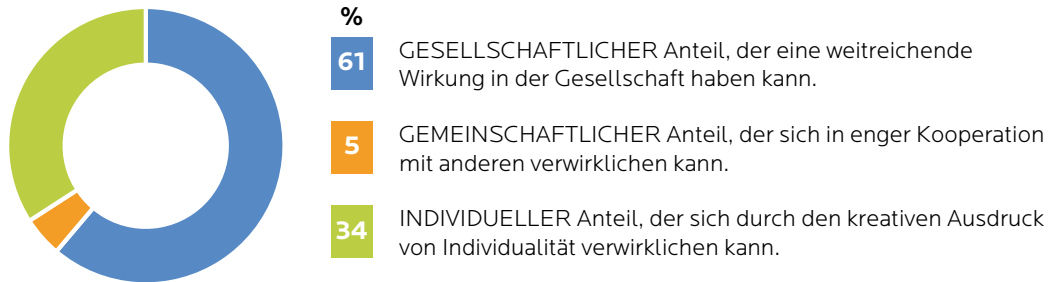 %
61
GESELLSCHAFTLICHER Anteil, der eine weitreichende
Wirkung in der Gesellschaft haben kann.
5
GEMEINSCHAFTLICHER Anteil, der sich in enger Kooperation
mit anderen verwirklichen kann.
34
INDIVIDUELLER Anteil, der sich durch den kreativen Ausdruck
von Individualität verwirklichen kann.